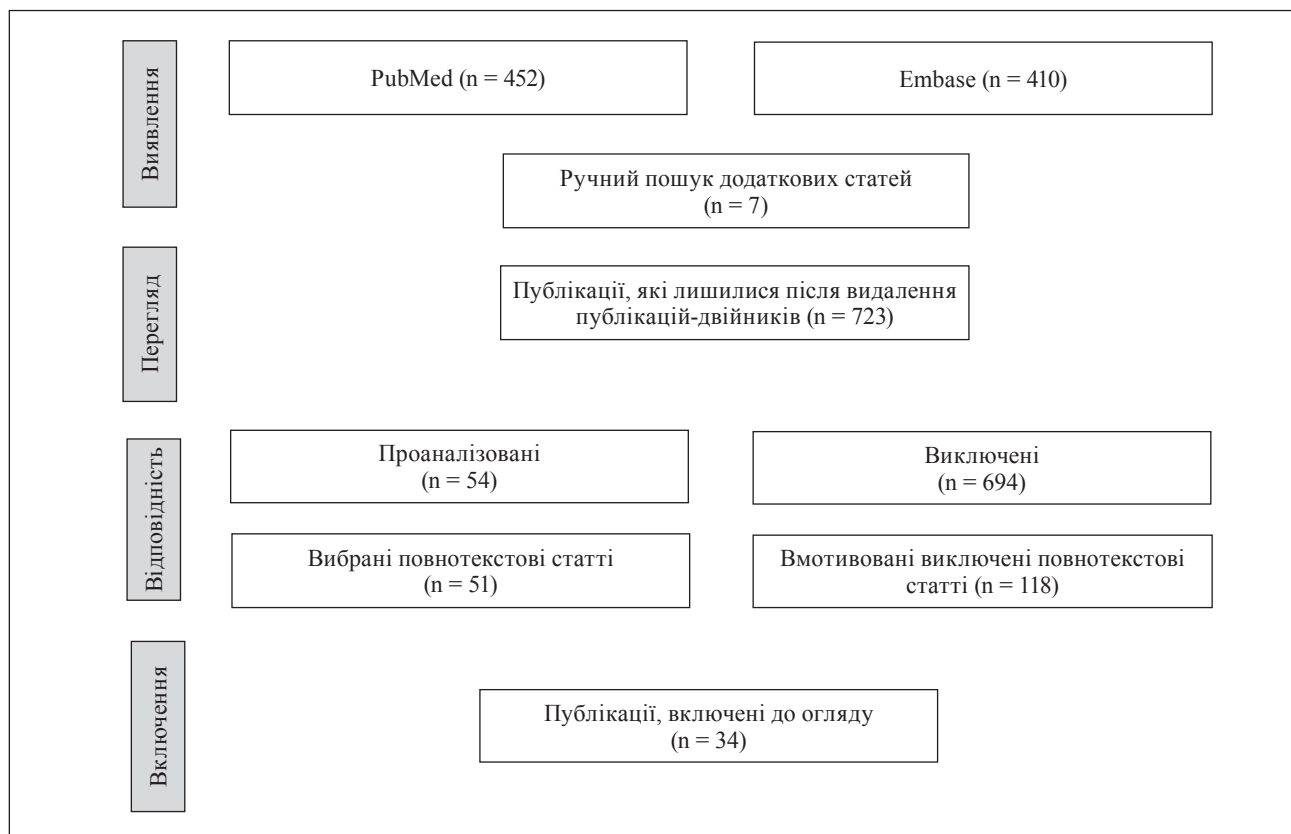 Виявлення
PubMed (n = 452)
Embase (n = 410)
Ручний пошук додаткових статей
(n = 7)
Перегляд
Публікації, які лишилися після видалення
публікацій-двійників (n = 723)
Відповідність
Проаналізовані
(n = 54)
Виключені
(n = 694)
Вибрані повнотекстові статті
(n = 51)
Вмотивовані виключені повнотекстові
статті (n = 118)
Включення
Публікації, включені до огляду
(n = 34)